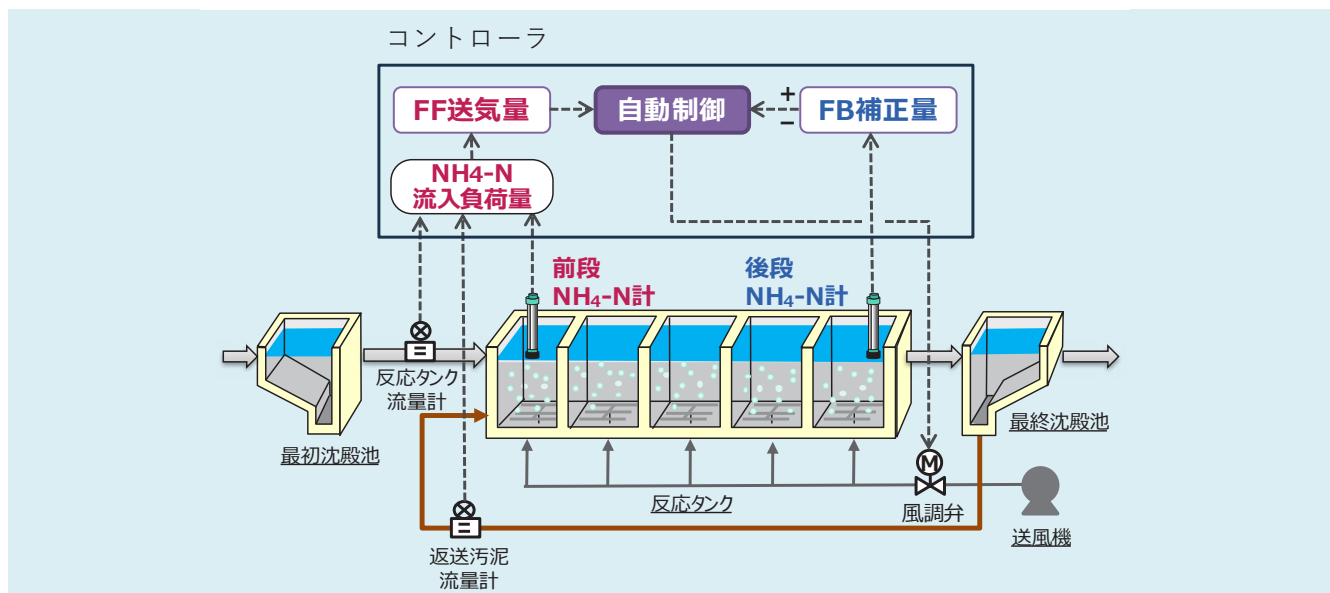 コントローラ
FF送気量
自動制御
+
−
FB補正量
NH4-N
流入負荷量
前段
NH₄-N計
後段
NH₄-N計
反応タンク
流量計
最初沈殿池
最終沈殿池
M
反応タンク
風調弁
送風機
返送汚泥
流量計